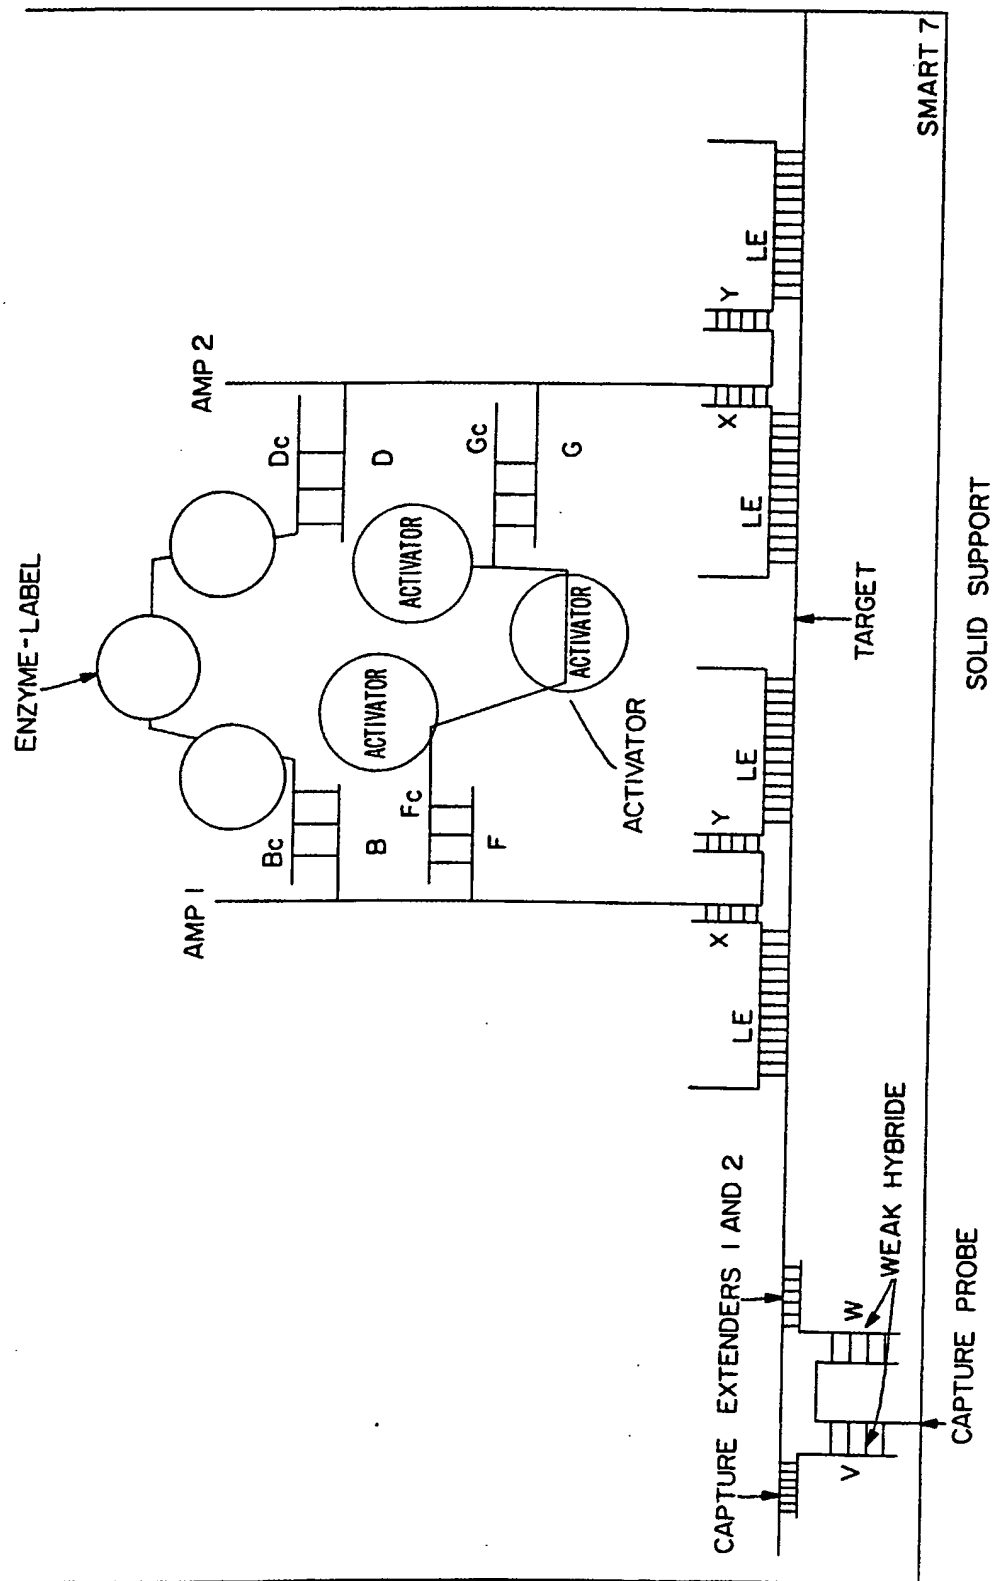 ENZYME-LABEL
AMP 1
AMP 2
Bc
B
Dc
D
ACTIVATOR
ACTIVATOR
ACTIVATOR
Fc
F
Gc
G
ACTIVATOR
X
Y
X
Y
LE
LE
LE
LE
CAPTURE EXTENDERS 1 AND 2
TARGET
V
W
WEAK HYBRIDE
SMART 7
CAPTURE PROBE
SOLID SUPPORT